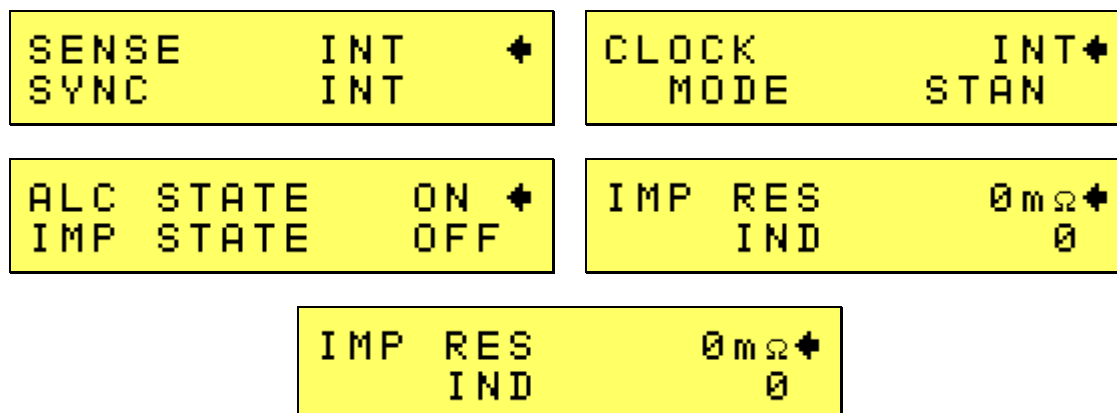 SENSE INT
SYNC INT
CLOCK INT
MODE STAN
ALC STATE ON
IMP STATE OFF
IMP RES 0mΩ
IND 0
IMP RES 0mΩ
IND 0